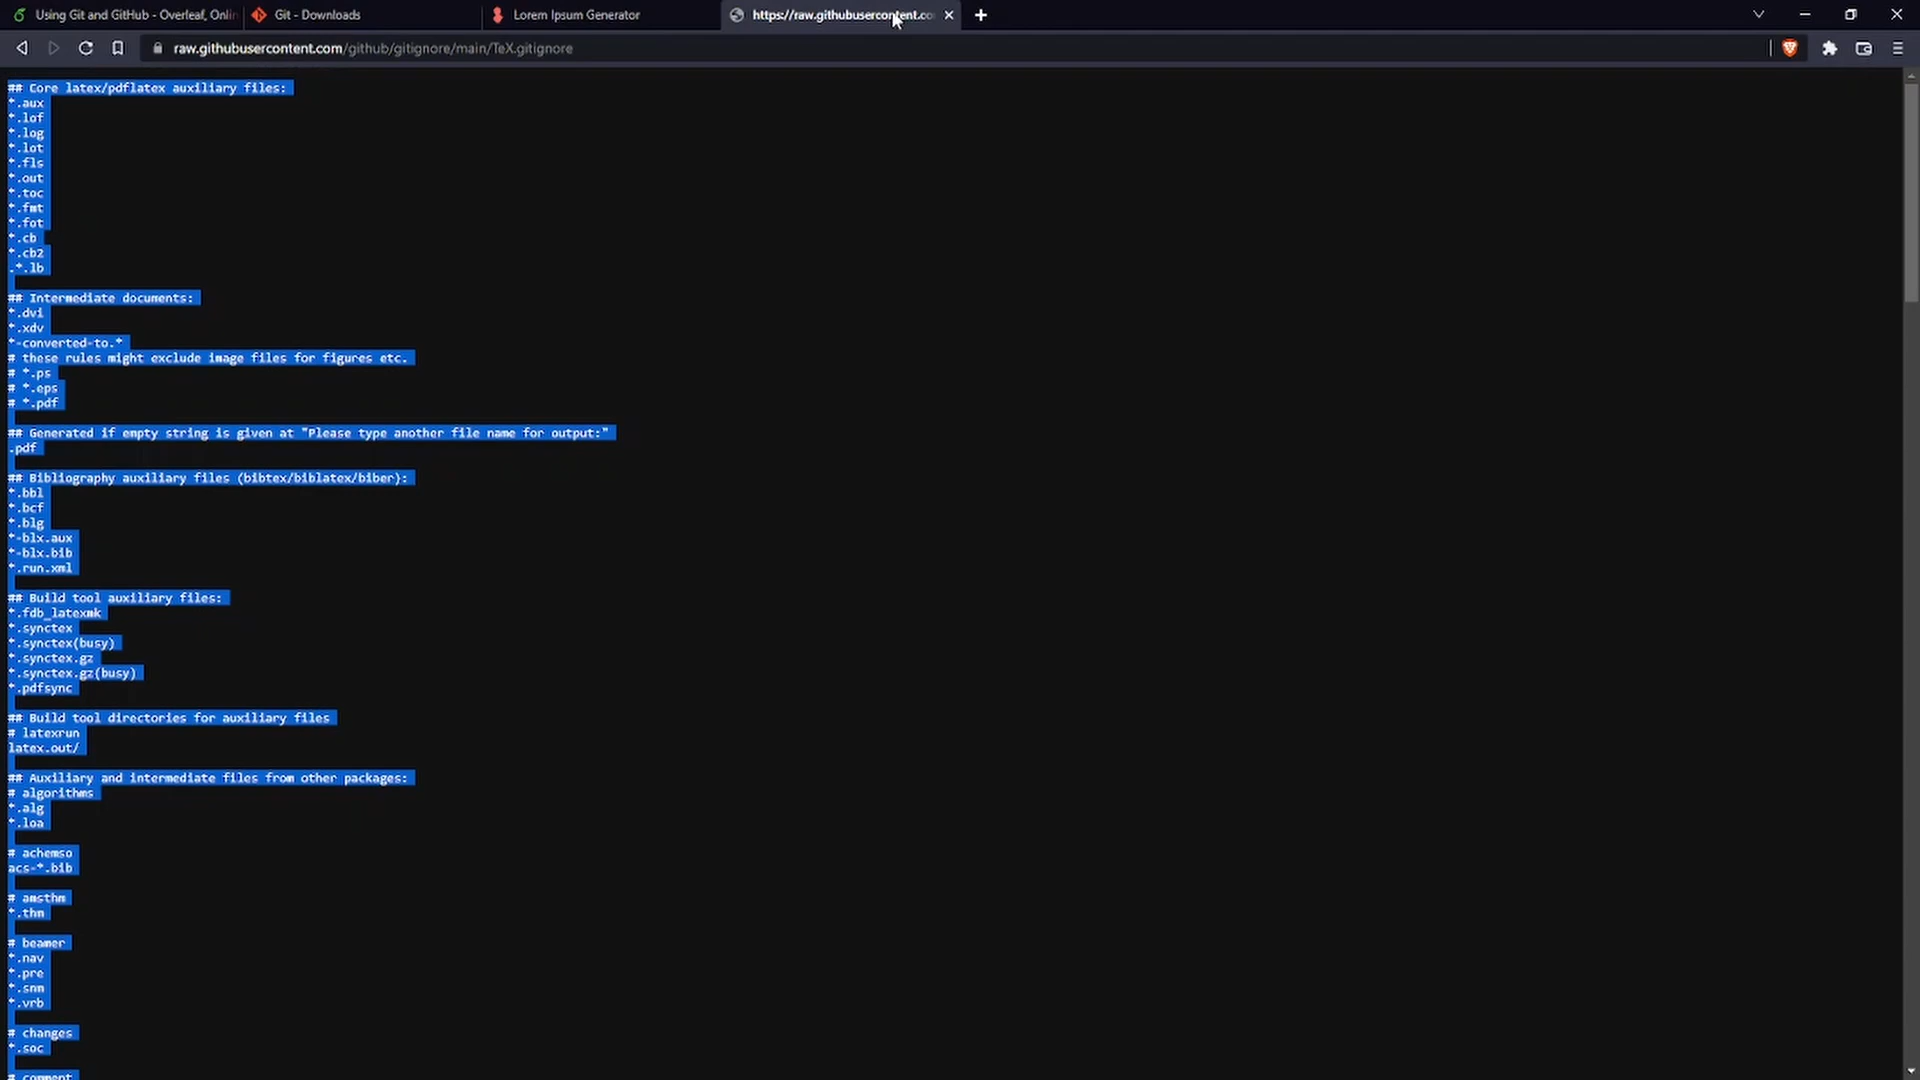 Using Git and GitHub - Overleaf, Onli
Git - Downloads
Lorem Ipsum Generator
https://raw.githubusercontent.co
raw.githubusercontent.com/github/gitignore/main/TeX.gitignore
## Core latex/pdflatex auxiliary files:
*.aux
*.lof
*.log
*.lot
*.fls
*.out
*.toc
*.fmt
*.fot
*.cb
*.cb2
.*.lb
## Intermediate documents:
*.dvi
*.xdv
*-converted-to.*
# these rules might exclude image files for figures etc.
# *.ps
# *.eps
# *.pdf
## Generated if empty string is given at "Please type another file name for output:"
.pdf
## Bibliography auxiliary files (bibtex/biblatex/biber):
*.bbl
*.bcf
*.blg
*-blx.aux
*-blx.bib
*.run.xml
## Build tool auxiliary files:
*.fdb_latexmk
*.synctex
*.synctex(busy)
*.synctex.gz
*.synctex.gz(busy)
*.pdfsync
## Build tool directories for auxiliary files
# latexrun
latex.out/
## Auxiliary and intermediate files from other packages:
# algorithms
*.alg
*.loa
# achemso
acs-*.bib
# amsthm
*.thm
# beamer
*.nav
*.pre
*.snm
*.vrb
# changes
*.soc
# comment